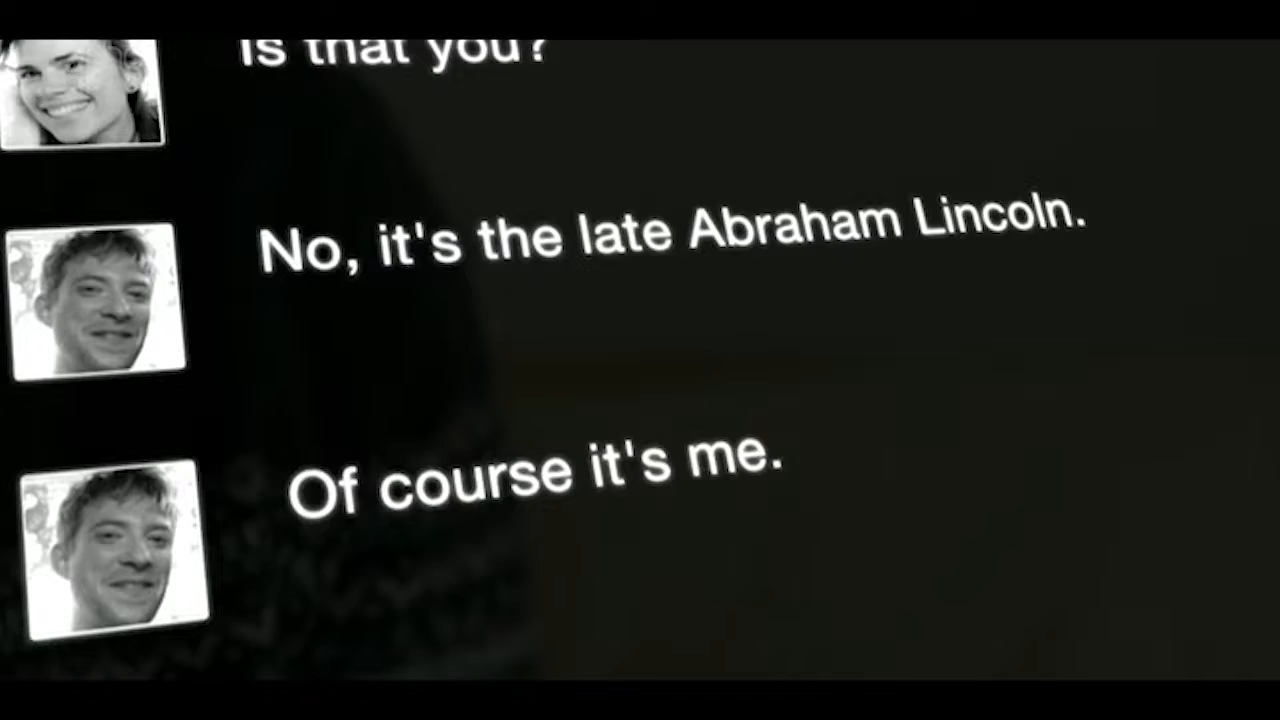 Is that you?
No, it's the late Abraham Lincoln.
Of course it's me.